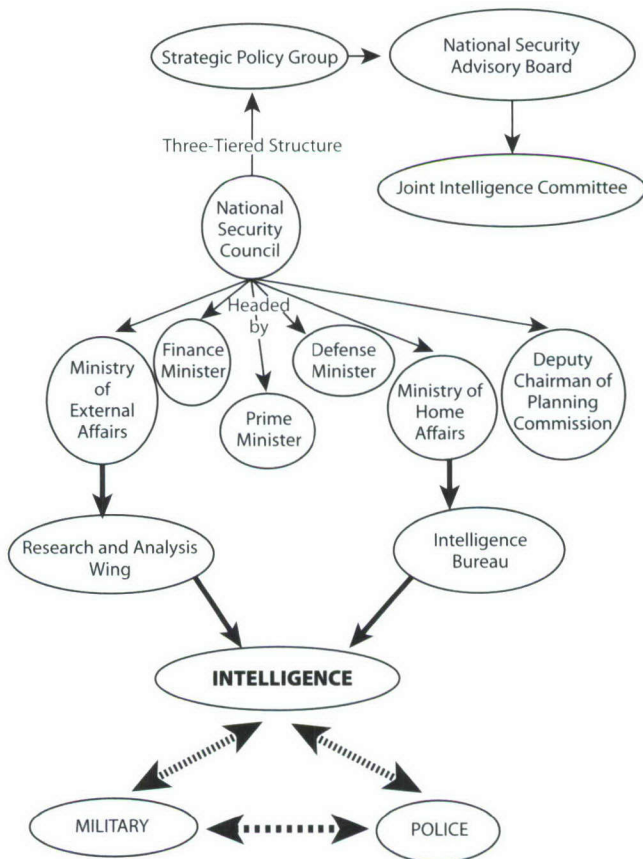 Strategic Policy Group
National Security
Advisory Board
Three-Tiered Structure
Joint Intelligence Committee
National
Security
Council
Headed
by
Ministry
of
External
Affairs
Finance
Minister
Prime
Minister
Defense
Minister
Ministry of
Home
Affairs
Deputy
Chairman of
Planning
Commission
Research and Analysis
Wing
Intelligence
Bureau
INTELLIGENCE
MILITARY
POLICE